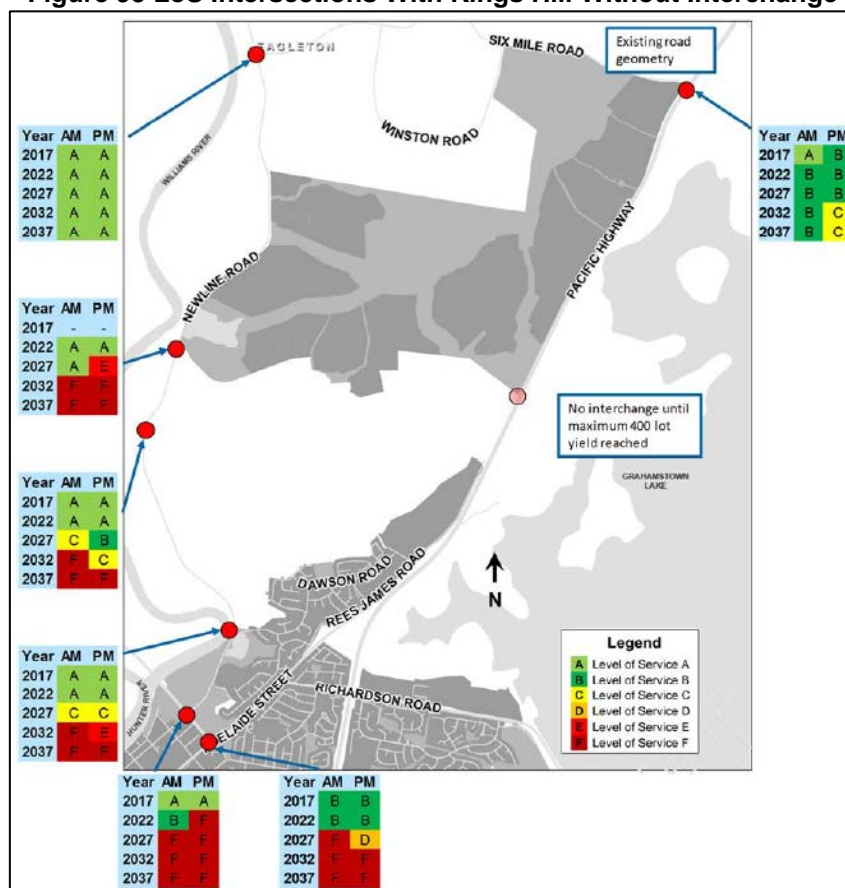 Figure 55 LoS Intersections With Kings Hill Without Interchange
EAGLETON
SIX MILE ROAD
Existing road
geometry
WINSTON ROAD
WILLIAMS RIVER
PACIFIC HIGHWAY
NEWLINE ROAD
Year AM PM
2017 A A
2022 A A
2027 A A
2032 A A
2037 A A
Year AM PM
2017 A B
2022 B B
2027 B B
2032 B C
2037 B C
Year AM PM
2017 - -
2022 A A
2027 A E
2032 F F
2037 F F
No interchange until
maximum 400 lot
yield reached
GRAHAMSTOWN
LAKE
Year AM PM
2017 A A
2022 A A
2027 C B
2032 F C
2037 F F
DAWSON ROAD
REES JAMES ROAD
N
Year AM PM
2017 A A
2022 A A
2027 C C
2032 F E
2037 F F
HUNTER RIVER
ELAIDE STREET
RICHARDSON ROAD
Legend
A Level of Service A
B Level of Service B
C Level of Service C
D Level of Service D
E Level of Service E
F Level of Service F
Year AM PM
2017 A A
2022 B F
2027 F F
2032 F F
2037 F F
Year AM PM
2017 B B
2022 B B
2027 F D
2032 F F
2037 F F